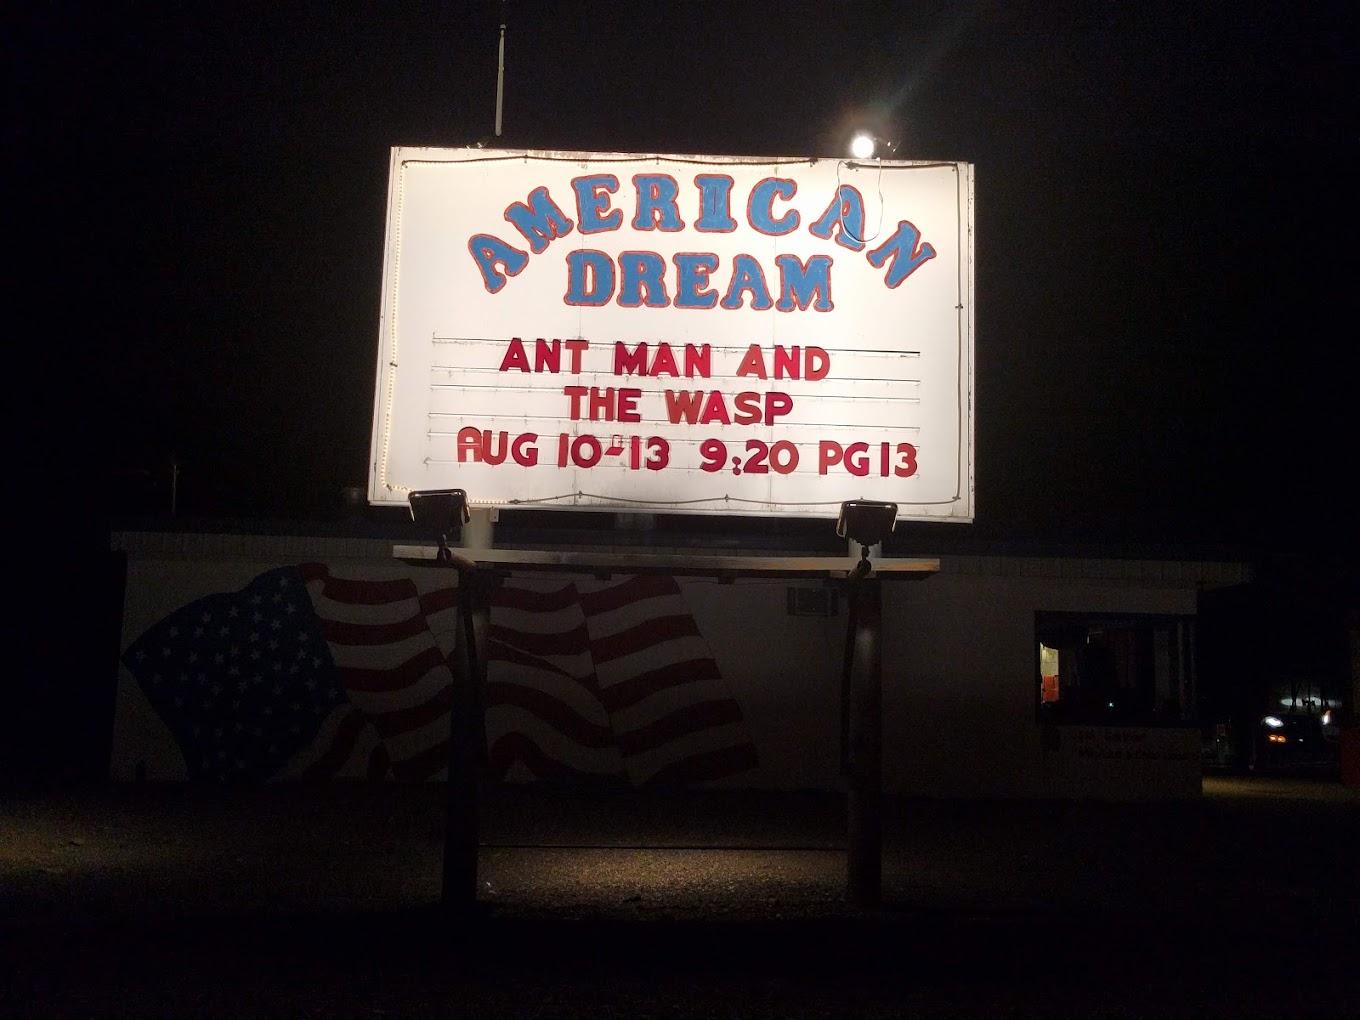 AMERICAN
DREAM
ANT MAN AND
THE WASP
AUG 10-13 9:20 PG13